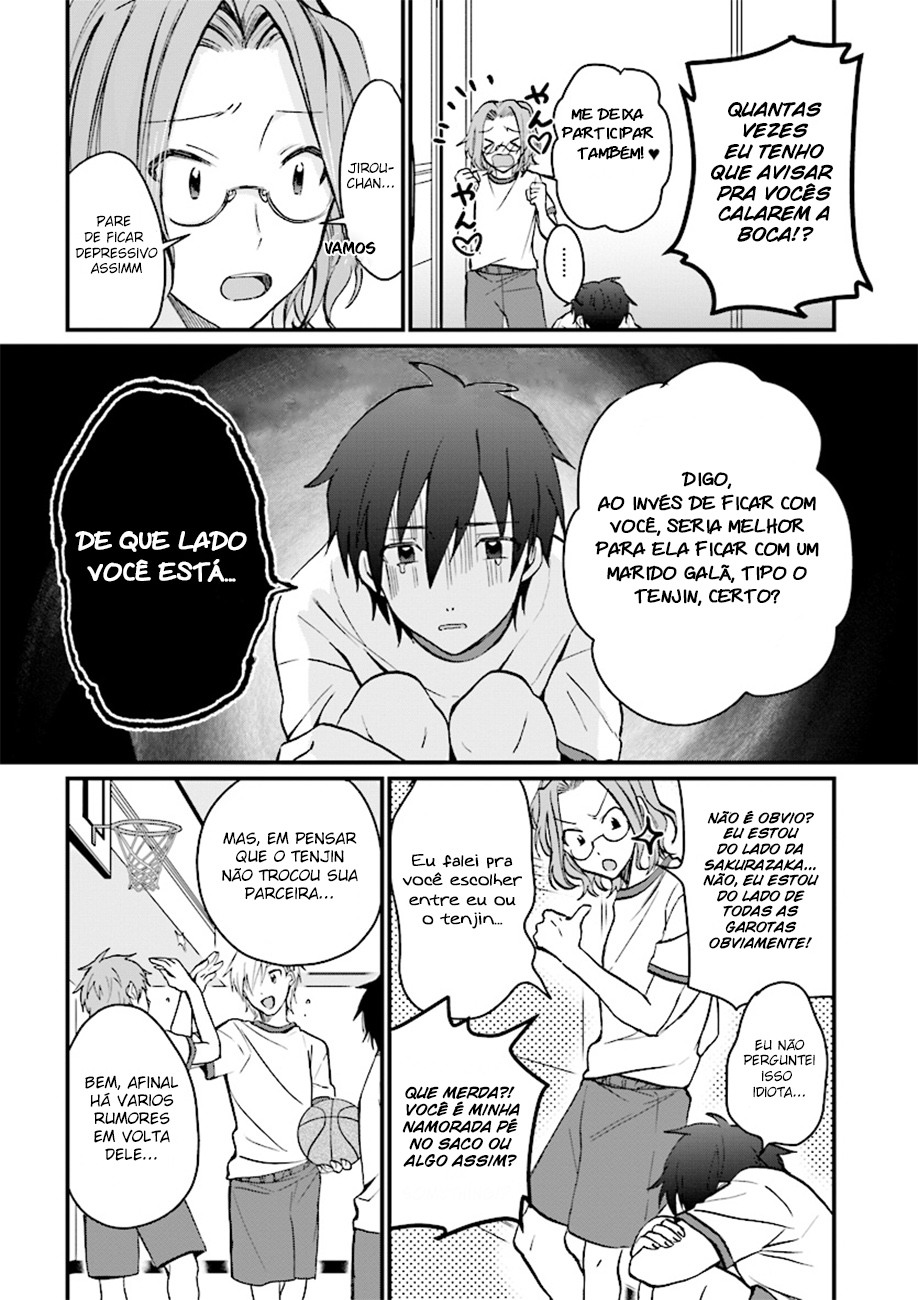 QUANTAS
VEZES
EU TENHO
QUE AVISAR
PRA VOCÊS
CALAREM A
BOCA!?
ME DEIXA
PARTICIPAR
TAMBÉM! ♥
ゃん♡
ゃん♡
......
JIROU-
CHAN...
VAMOS
PARE
DE FICAR
DEPRESSIVO
ASSIMM
DIGO,
AO INVÉS DE FICAR COM
VOCÊ, SERIA MELHOR
PARA ELA FICAR COM UM
MARIDO GALÃ, TIPO O
TENJIN, CERTO?
DE QUE LADO
VOCÊ ESTÁ...
NÃO É OBVIO?
EU ESTOU
DO LADO DA
SAKURAZAKA...
NÃO, EU ESTOU
DO LADO DE
TODAS AS
GAROTAS
OBVIAMENTE!
Eu falei pra
você escolher
entre eu ou
o tenjin...
EU NÃO
PERGUNTEI
ISSO
IDIOTA...
QUE MERDA?!
VOCÊ É MINHA
NAMORADA PÉ
NO SACO OU
ALGO ASSIM?
MAS, EM PENSAR
QUE O TENJIN
NÃO TROCOU SUA
PARCEIRA...
BEM, AFINAL
HÁ VARIOS
RUMORES
EM VOLTA
DELE...